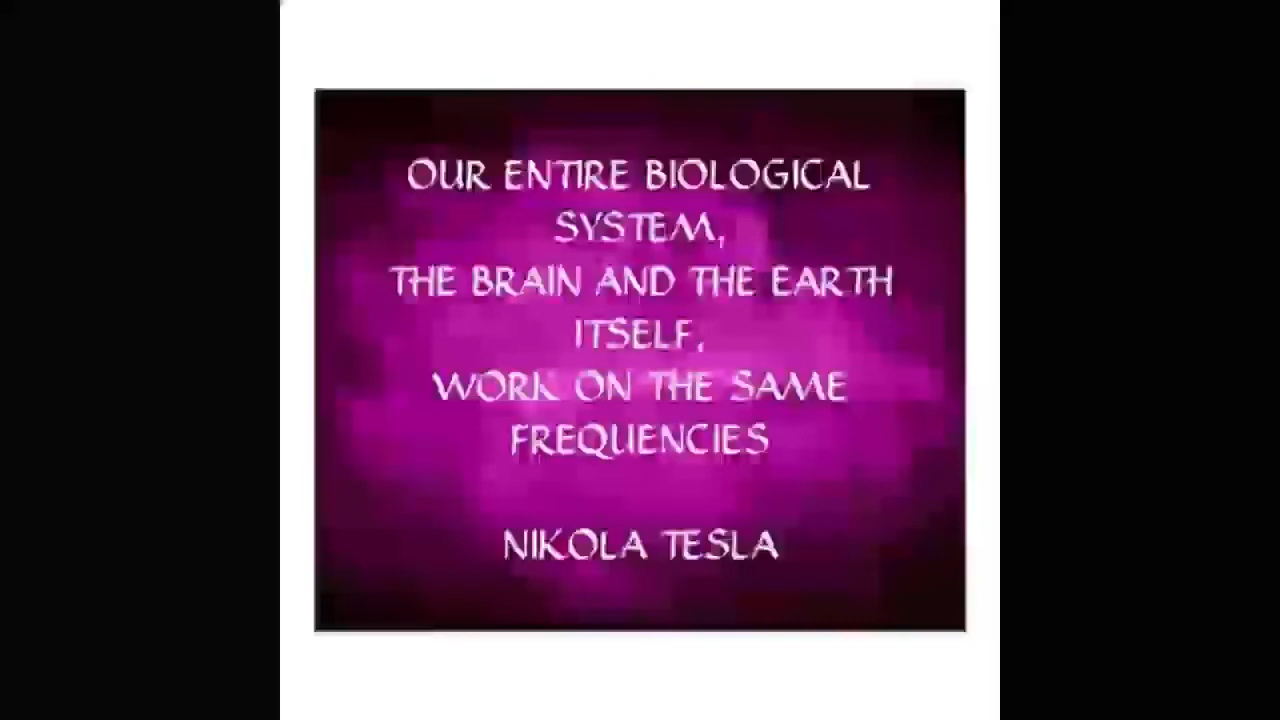 OUR ENTIRE BIOLOGICAL
SYSTEM,
THE BRAIN AND THE EARTH
ITSELF,
WORK ON THE SAME
FREQUENCIES
NIKOLA TESLA